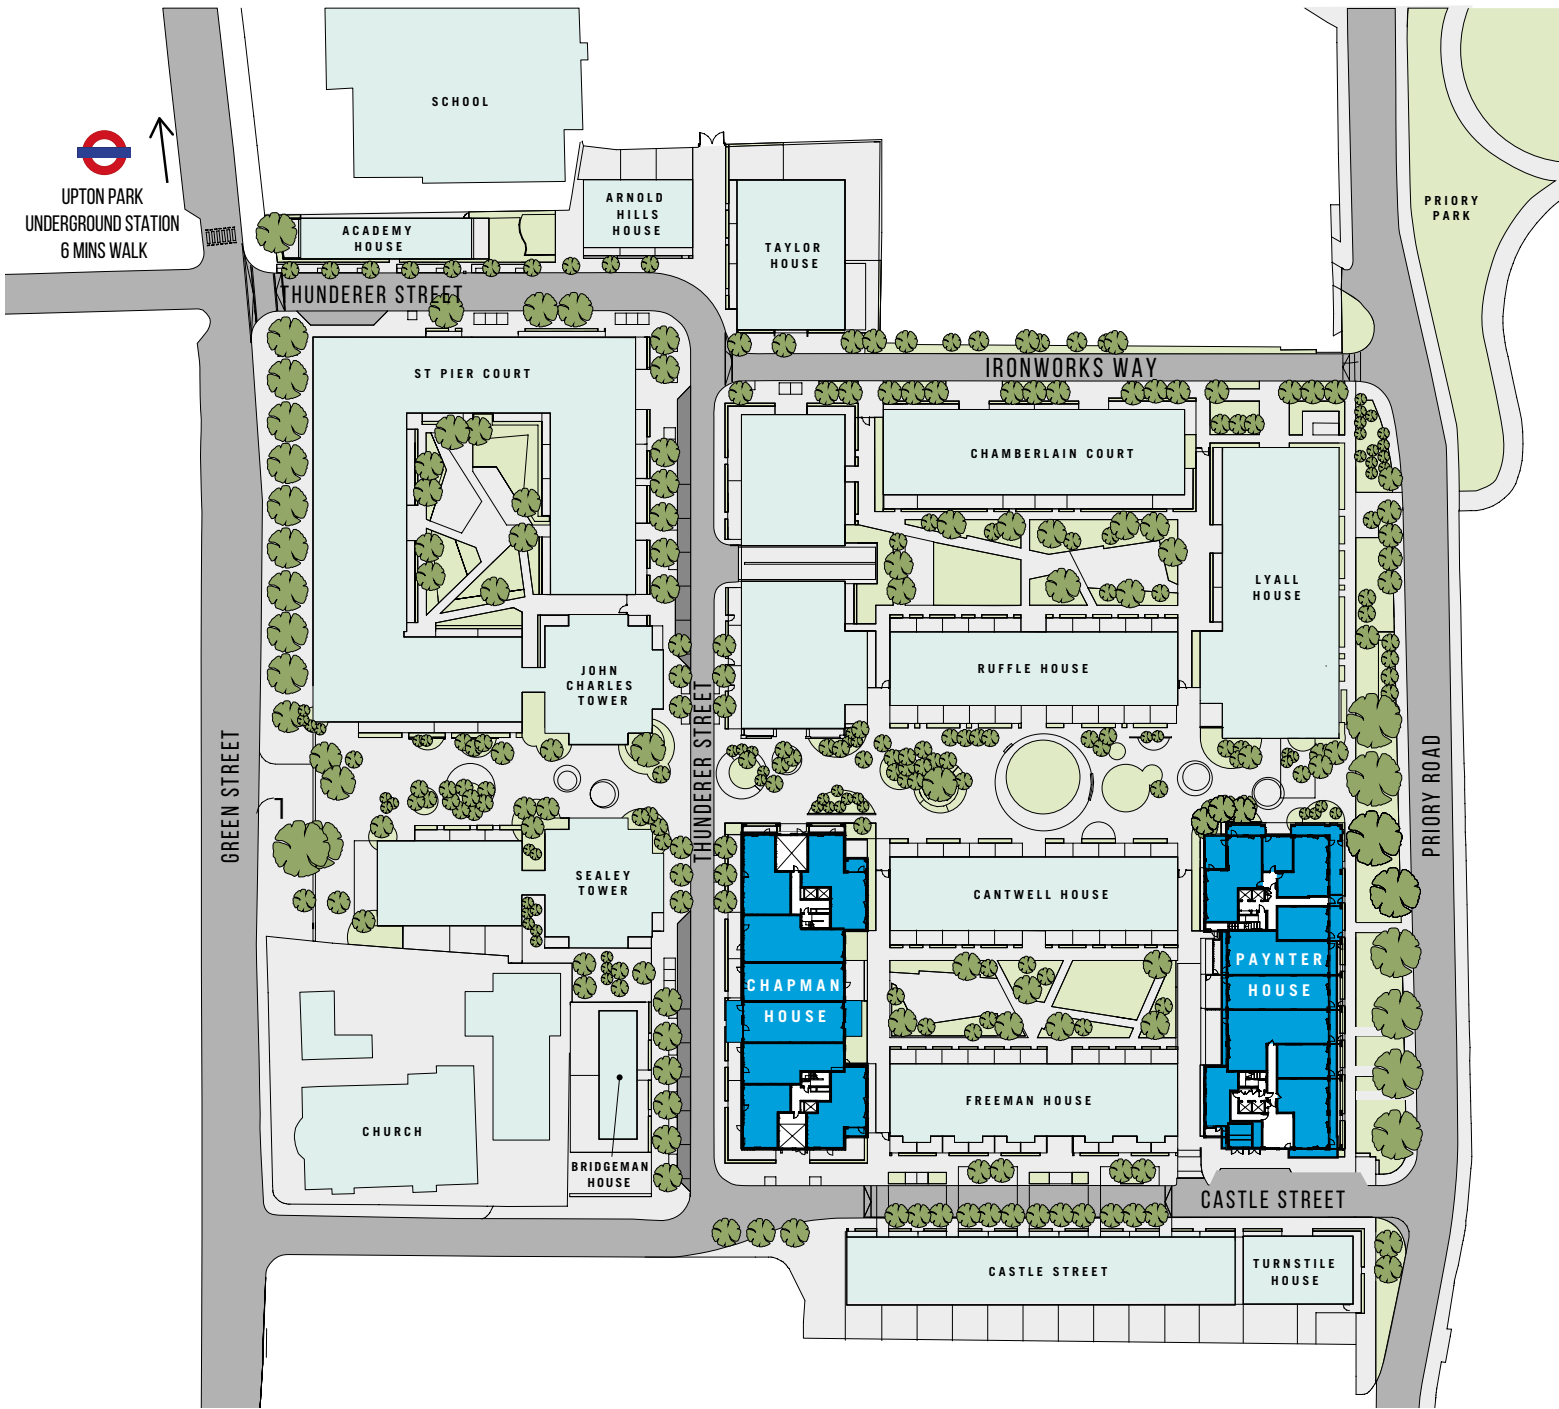 SCHOOL
UPTON PARK
UNDERGROUND STATION
6 MINS WALK
ARNOLD
HILLS
HOUSE
PRIORY
PARK
ACADEMY
HOUSE
TAYLOR
HOUSE
THUNDERER STREET
IRONWORKS WAY
ST PIER COURT
CHAMBERLAIN COURT
LYALL
HOUSE
JOHN
CHARLES
TOWER
RUFFLE HOUSE
GREEN STREET
THUNDERER STREET
PRIORY ROAD
SEALEY
TOWER
CANTWELL HOUSE
CHAPMAN
HOUSE
PAYNTER
HOUSE
FREEMAN HOUSE
CHURCH
BRIDGEMAN
HOUSE
CASTLE STREET
CASTLE STREET
TURNSTILE
HOUSE